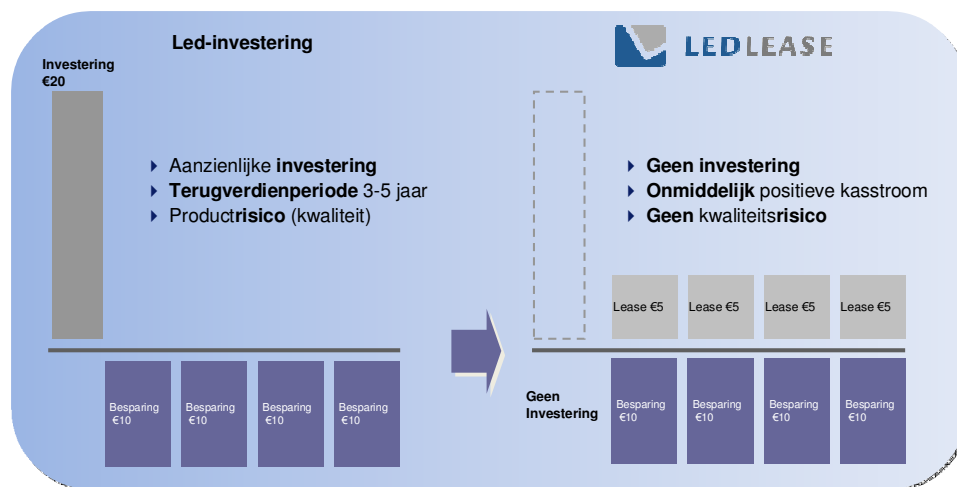 Led-investering
Investering
€20
Aanzienlijke investering
Terugverdienperiode 3-5 jaar
Productrisico (kwaliteit)
Besparing
€10
Besparing
€10
Besparing
€10
Besparing
€10
LEDLEASE
Geen investering
Onmiddelijk positieve kasstroom
Geen kwaliteitsrisico
Lease €5
Lease €5
Lease €5
Lease €5
Geen
Investering
Besparing
€10
Besparing
€10
Besparing
€10
Besparing
€10